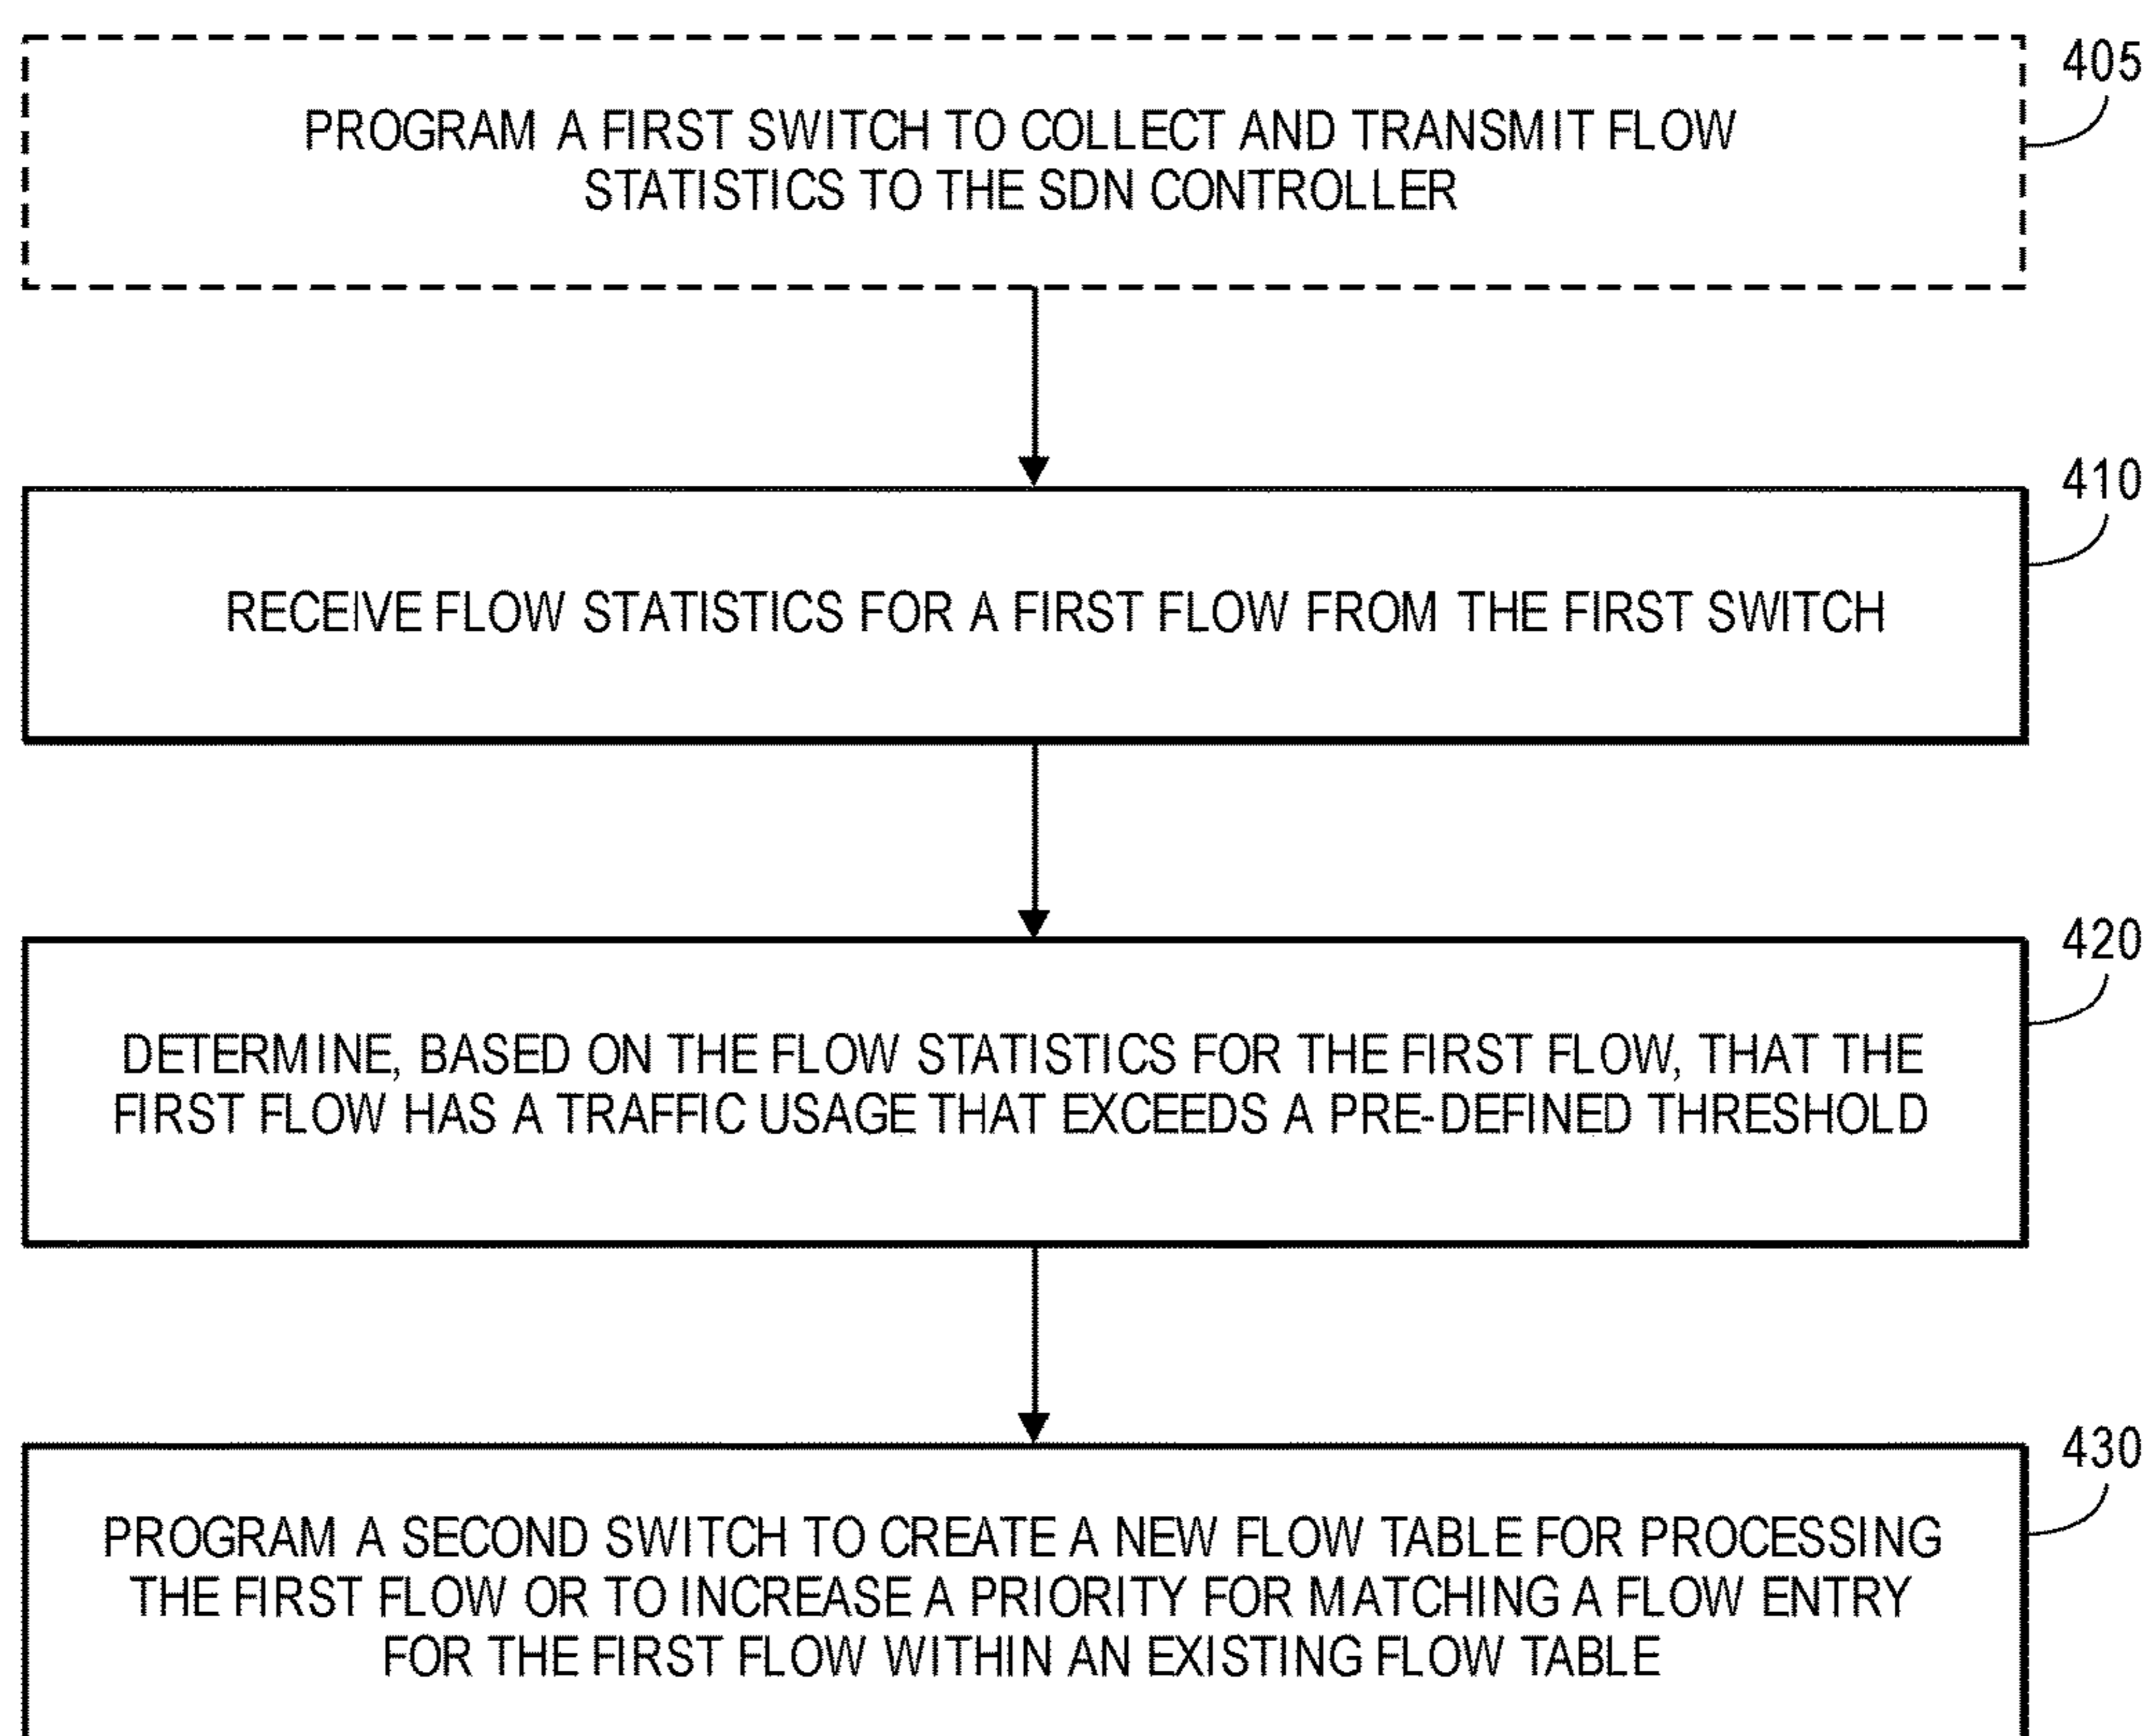 405
PROGRAM A FIRST SWITCH TO COLLECT AND TRANSMIT FLOW
STATISTICS TO THE SDN CONTROLLER
410
RECEIVE FLOW STATISTICS FOR A FIRST FLOW FROM THE FIRST SWITCH
420
DETERMINE, BASED ON THE FLOW STATISTICS FOR THE FIRST FLOW, THAT THE
FIRST FLOW HAS A TRAFFIC USAGE THAT EXCEEDS A PRE-DEFINED THRESHOLD
430
PROGRAM A SECOND SWITCH TO CREATE A NEW FLOW TABLE FOR PROCESSING
THE FIRST FLOW OR TO INCREASE A PRIORITY FOR MATCHING A FLOW ENTRY
FOR THE FIRST FLOW WITHIN AN EXISTING FLOW TABLE